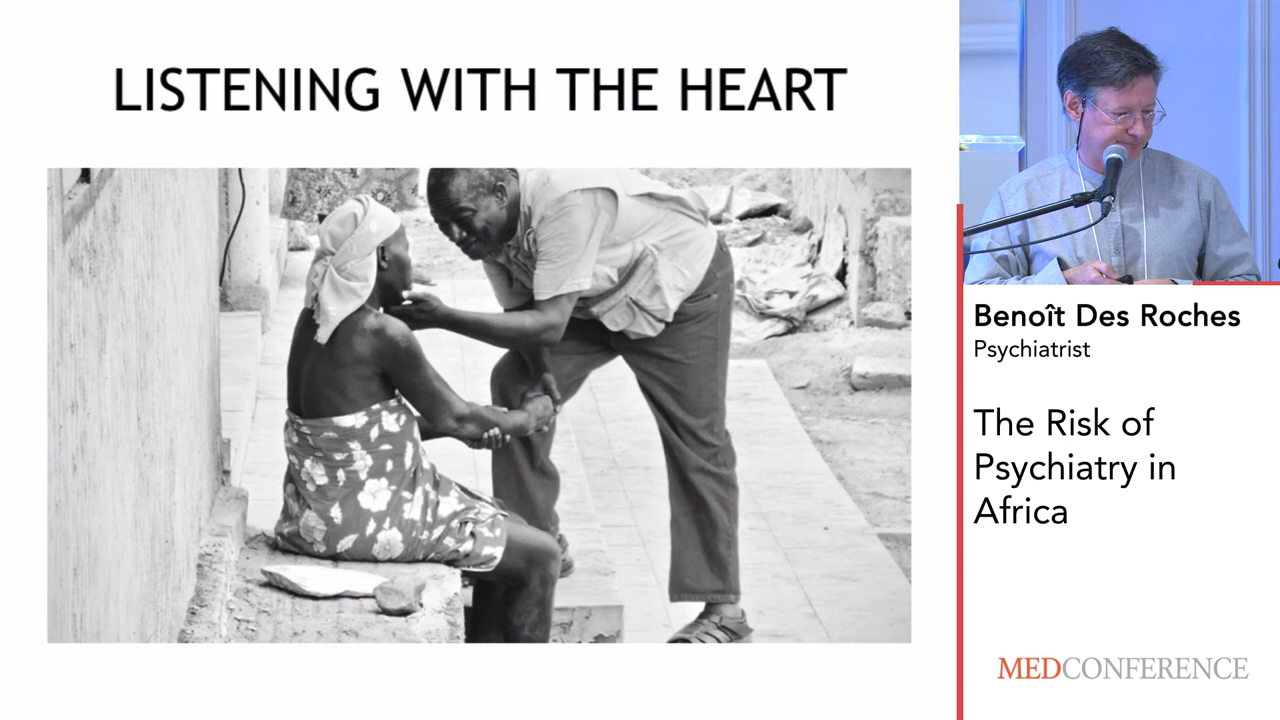 LISTENING WITH THE HEART
Benoît Des Roches
Psychiatrist
The Risk of
Psychiatry in
Africa
MEDCONFERENCE